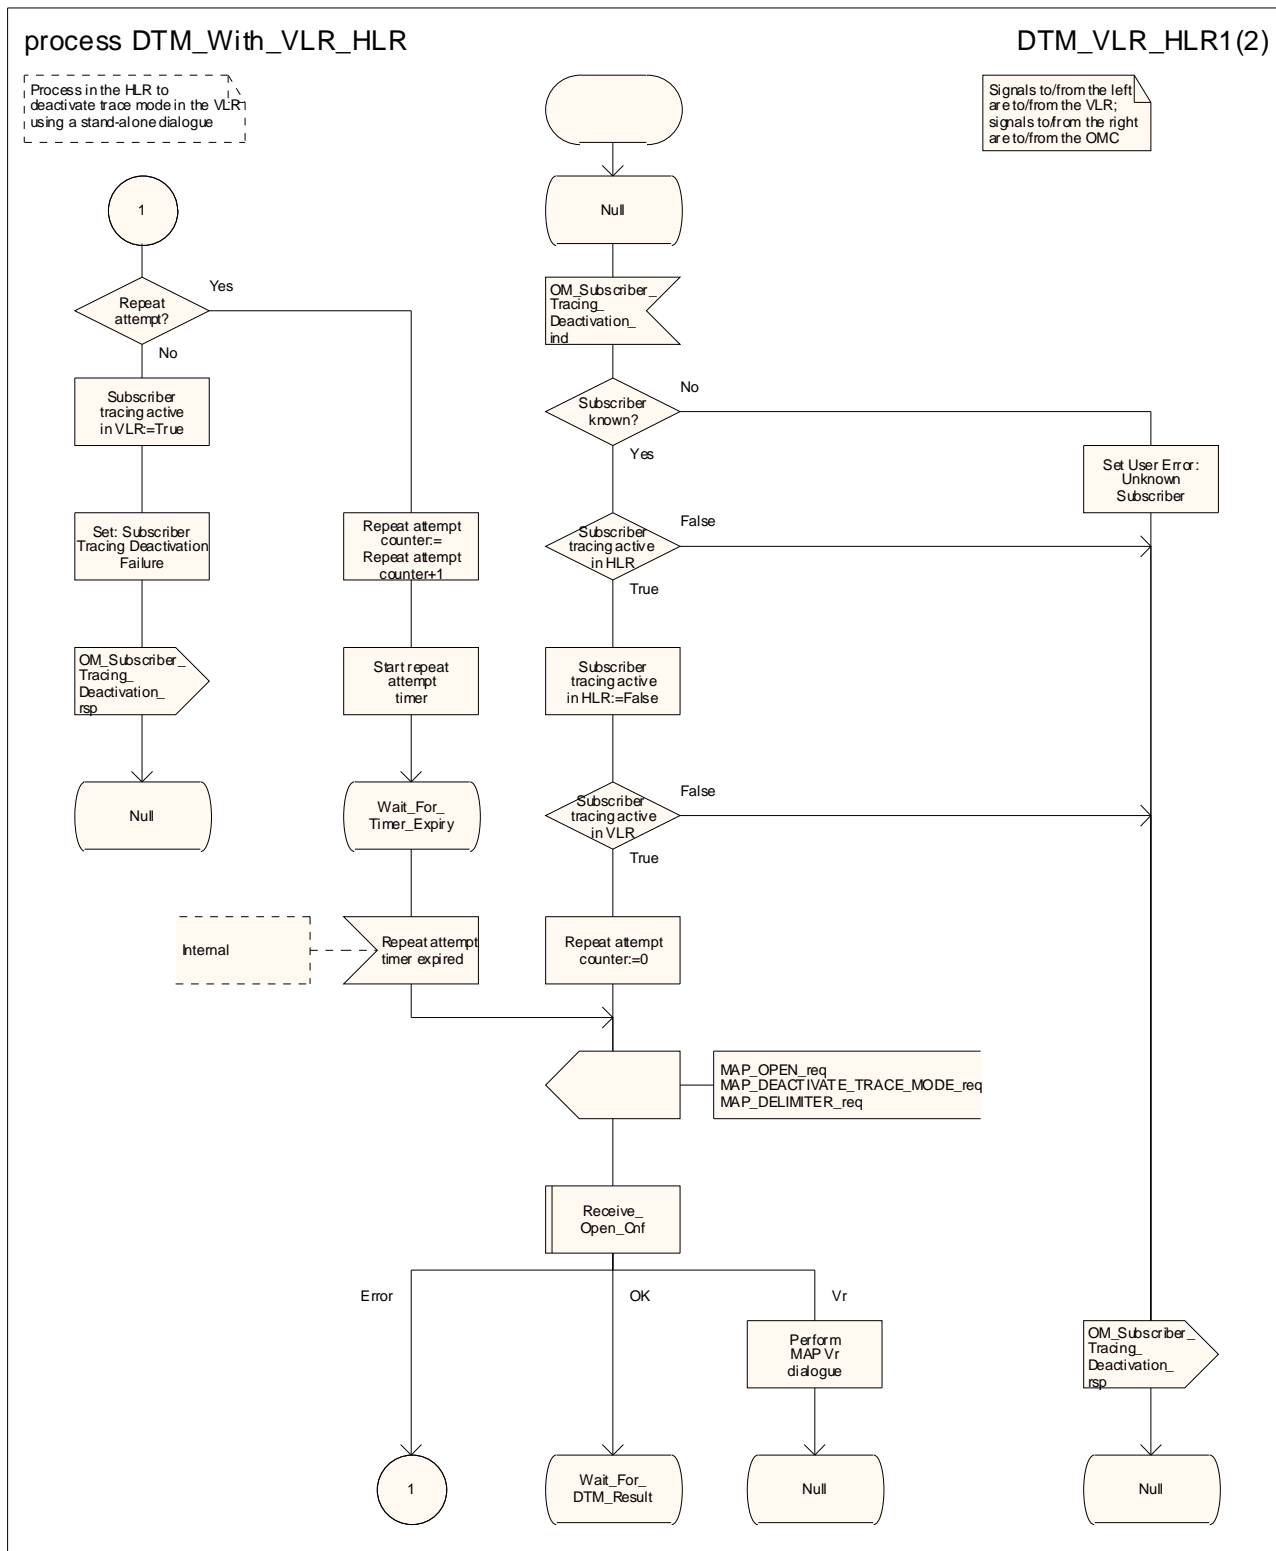 process DTM_With_VLR_HLR
DTM_VLR_HLR1(2)
Process in the HLR to
deactivate trace mode in the VLR
using a stand-alone dialogue
Signals to/from the left
are to/from the VLR;
signals to/from the right
are to/from the OMC
1
Null
Repeat
attempt?
Yes
No
OM_Subscriber_
Tracing_
Deactivation_
ind
Subscriber
tracing active
in VLR:=True
Subscriber
known?
No
Yes
Set User Error:
Unknown
Subscriber
Set: Subscriber
Tracing Deactivation
Failure
Repeat attempt
counter:=
Repeat attempt
counter+1
Subscriber
tracing active
in HLR
False
True
OM_Subscriber_
Tracing_
Deactivation_
rsp
Start repeat
attempt
timer
Subscriber
tracing active
in HLR:=False
Null
Wait_For_
Timer_Expiry
Subscriber
tracing active
in VLR
False
True
Internal
Repeat attempt
timer expired
Repeat attempt
counter:=0
MAP_OPEN_req
MAP_DEACTIVATE_TRACE_MODE_req
MAP_DELIMITER_req
Receive_
Open_Cnf
Error
OK
Vr
Perform
MAP Vr
dialogue
OM_Subscriber_
Tracing_
Deactivation_
rsp
1
Wait_For_
DTM_Result
Null
Null